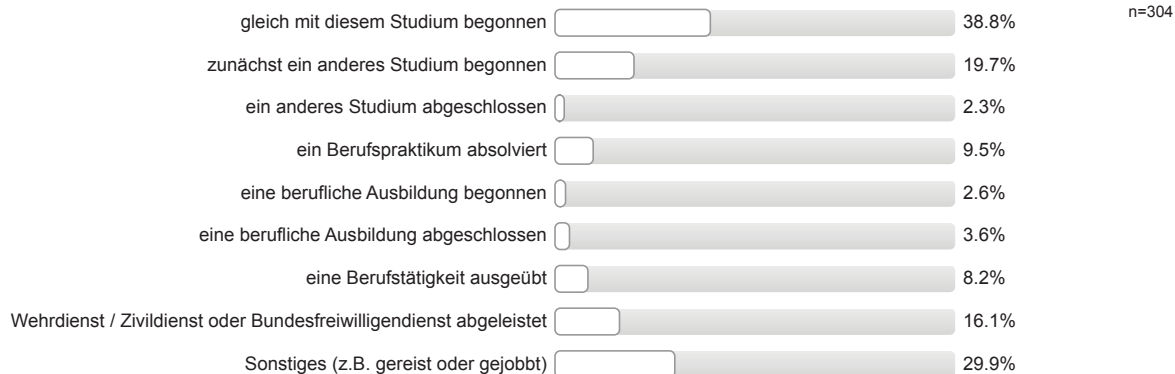 gleich mit diesem Studium begonnen 38.8% n=304
zunächst ein anderes Studium begonnen 19.7%
ein anderes Studium abgeschlossen 2.3%
ein Berufspraktikum absolviert 9.5%
eine berufliche Ausbildung begonnen 2.6%
eine berufliche Ausbildung abgeschlossen 3.6%
eine Berufstätigkeit ausgeübt 8.2%
Wehrdienst / Zivildienst oder Bundesfreiwilligendienst abgeleistet 16.1%
Sonstiges (z.B. gereist oder gejobbt) 29.9%